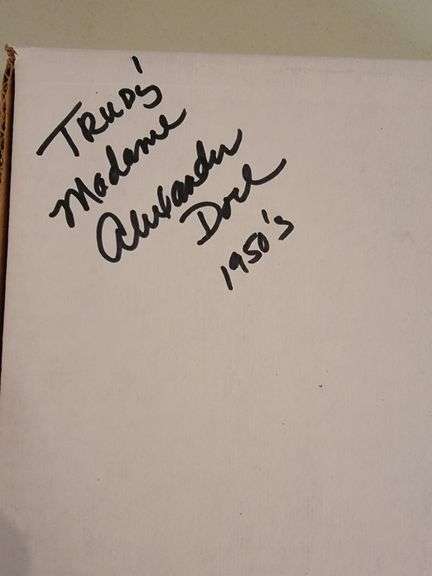 TRUDY'
Madame
Alexander
Doll
1950's